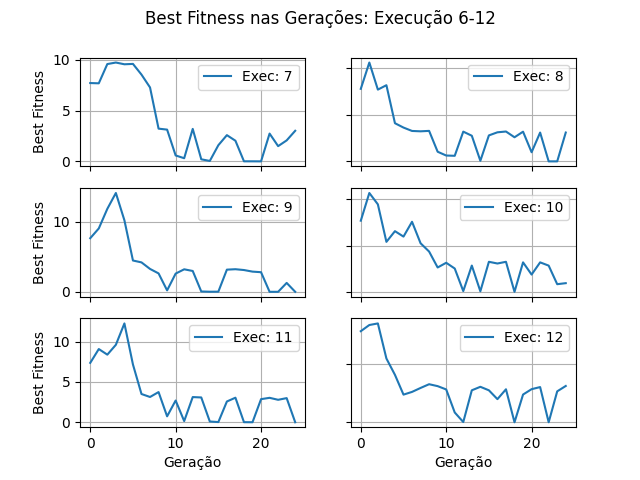 Best Fitness nas Gerações: Execução 6-12
10
5
0
Best Fitness
Exec: 7
Exec: 8
10
0
Best Fitness
Exec: 9
Exec: 10
10
5
0
Best Fitness
Exec: 11
Exec: 12
0 10 20
0 10 20
Geração
Geração